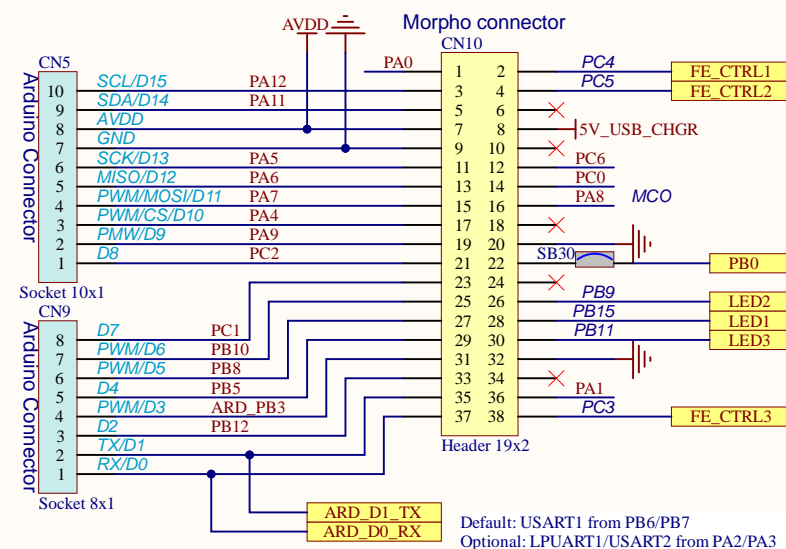 Morpho connector
AVDD
CN10
CN5
PA0
1 2 PC4 FE_CTRL1
10 SCL/D15 PA12 3 4 PC5 FE_CTRL2
9 SDA/D14 PA11 5 6
8 AVDD 7 8 5V_USB_CHGR
7 GND 9 10
6 SCK/D13 PA5 11 12 PC6
5 MISO/D12 PA6 13 14 PC0
4 PWM/MOSI/D11 PA7 15 16 PA8 MCO
3 PWM/CS/D10 PA4 17 18
2 PMW/D9 PA9 19 20
1 D8 PC2 21 22 SB30 PB0
Arduino Connector
Socket 10x1
23 24
CN9
25 26 PB9 LED2
27 28 PB15 LED1
8 D7 PC1 29 30 PB11 LED3
7 PWM/D6 PB10 31 32
6 PWM/D5 PB8 33 34
5 D4 PB5 35 36 PA1
4 PWM/D3 ARD_PB3 37 38 PC3 FE_CTRL3
3 D2 PB12
2 TX/D1
1 RX/D0
Arduino Connector
Header 19x2
Socket 8x1
ARD_D1_TX
ARD_D0_RX
Default: USART1 from PB6/PB7
Optional: LPUART1/USART2 from PA2/PA3